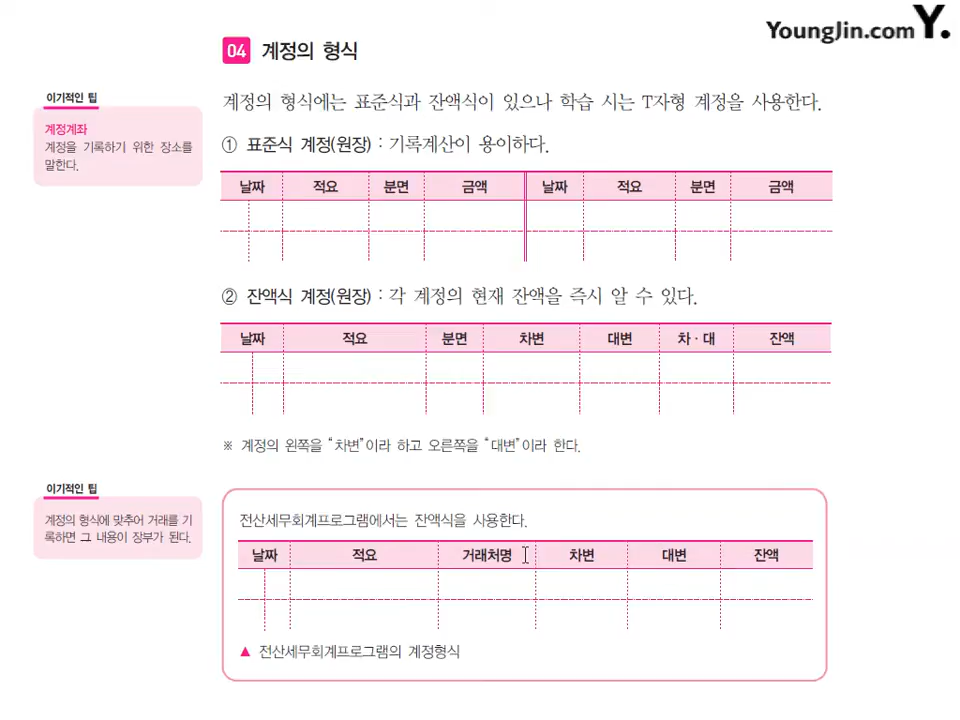 YoungJin.com Y.
04 계정의 형식
이기적인 팁
계정계좌
계정을 기록하기 위한 장소를
말한다.
계정의 형식에는 표준식과 잔액식이 있으나 학습 시는 T자형 계정을 사용한다.
① 표준식 계정(원장) : 기록계산이 용이하다.
날짜 적요 분면 금액 날짜 적요 분면 금액
② 잔액식 계정(원장) : 각 계정의 현재 잔액을 즉시 알 수 있다.
날짜 적요 분면 차변 대변 차·대 잔액
※ 계정의 왼쪽을 “차변”이라 하고 오른쪽을 “대변”이라 한다.
이기적인 팁
계정의 형식에 맞추어 거래를 기
록하면 그 내용이 장부가 된다.
전산세무회계프로그램에서는 잔액식을 사용한다.
날짜 적요 거래처명 차변 대변 잔액
▲ 전산세무회계프로그램의 계정형식